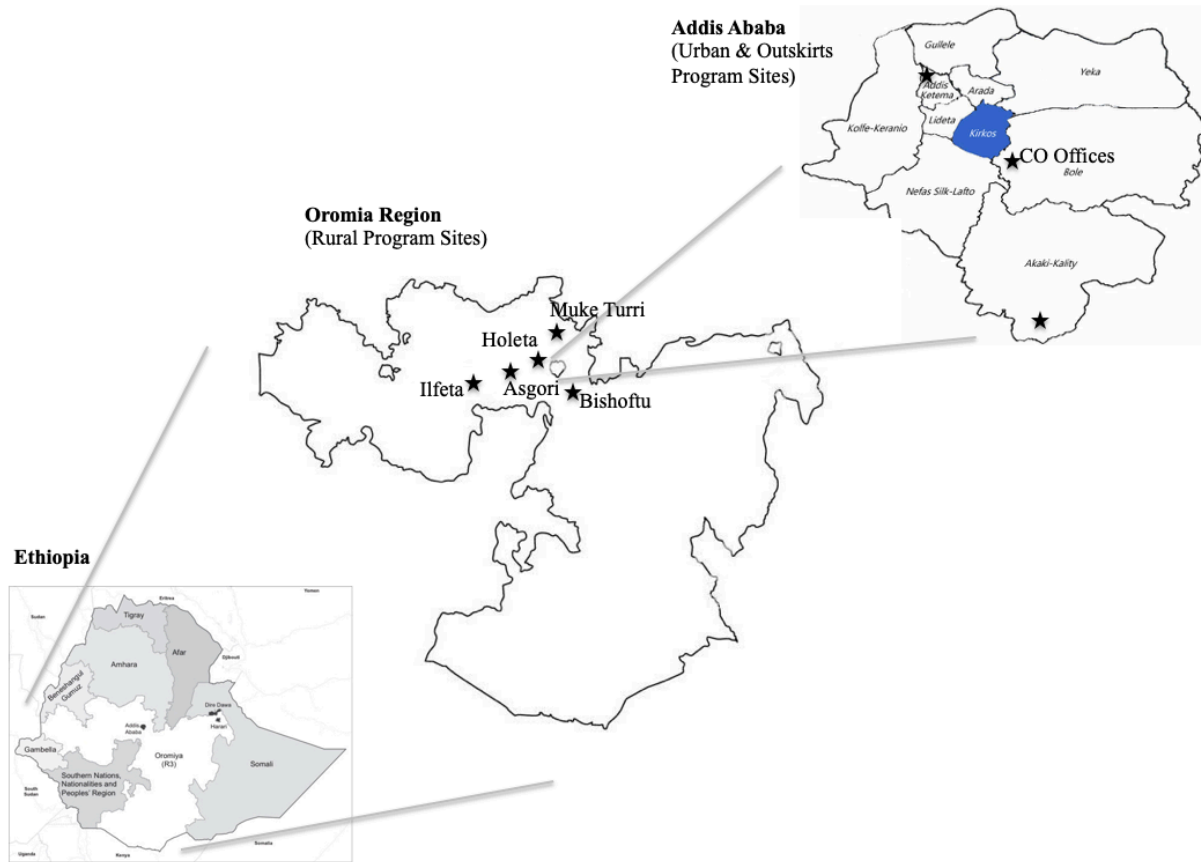 Addis Ababa
(Urban & Outskirts
Program Sites)
Gullele
Yeka
Addis
Ketema
Arada
Kolfe-Keranio
Lideta
Kirkos
CO Offices
Bole
Nefas Silk-Lafto
Akaki-Kality
Oromia Region
(Rural Program Sites)
Muke Turri
Holeta
Ilfeta
Asgori
Bishoftu
Ethiopia
Eritrea
Yemen
Sudan
Tigray
Afar
Amhara
Djibouti
Beneshangul
Gumuz
Dire Dawa
Harari
Addis
Ababa
Gambella
Oromiya
(R3)
Somali
Southern Nations,
Nationalities and
Peoples' Region
South
Sudan
Somalia
Uganda
Kenya